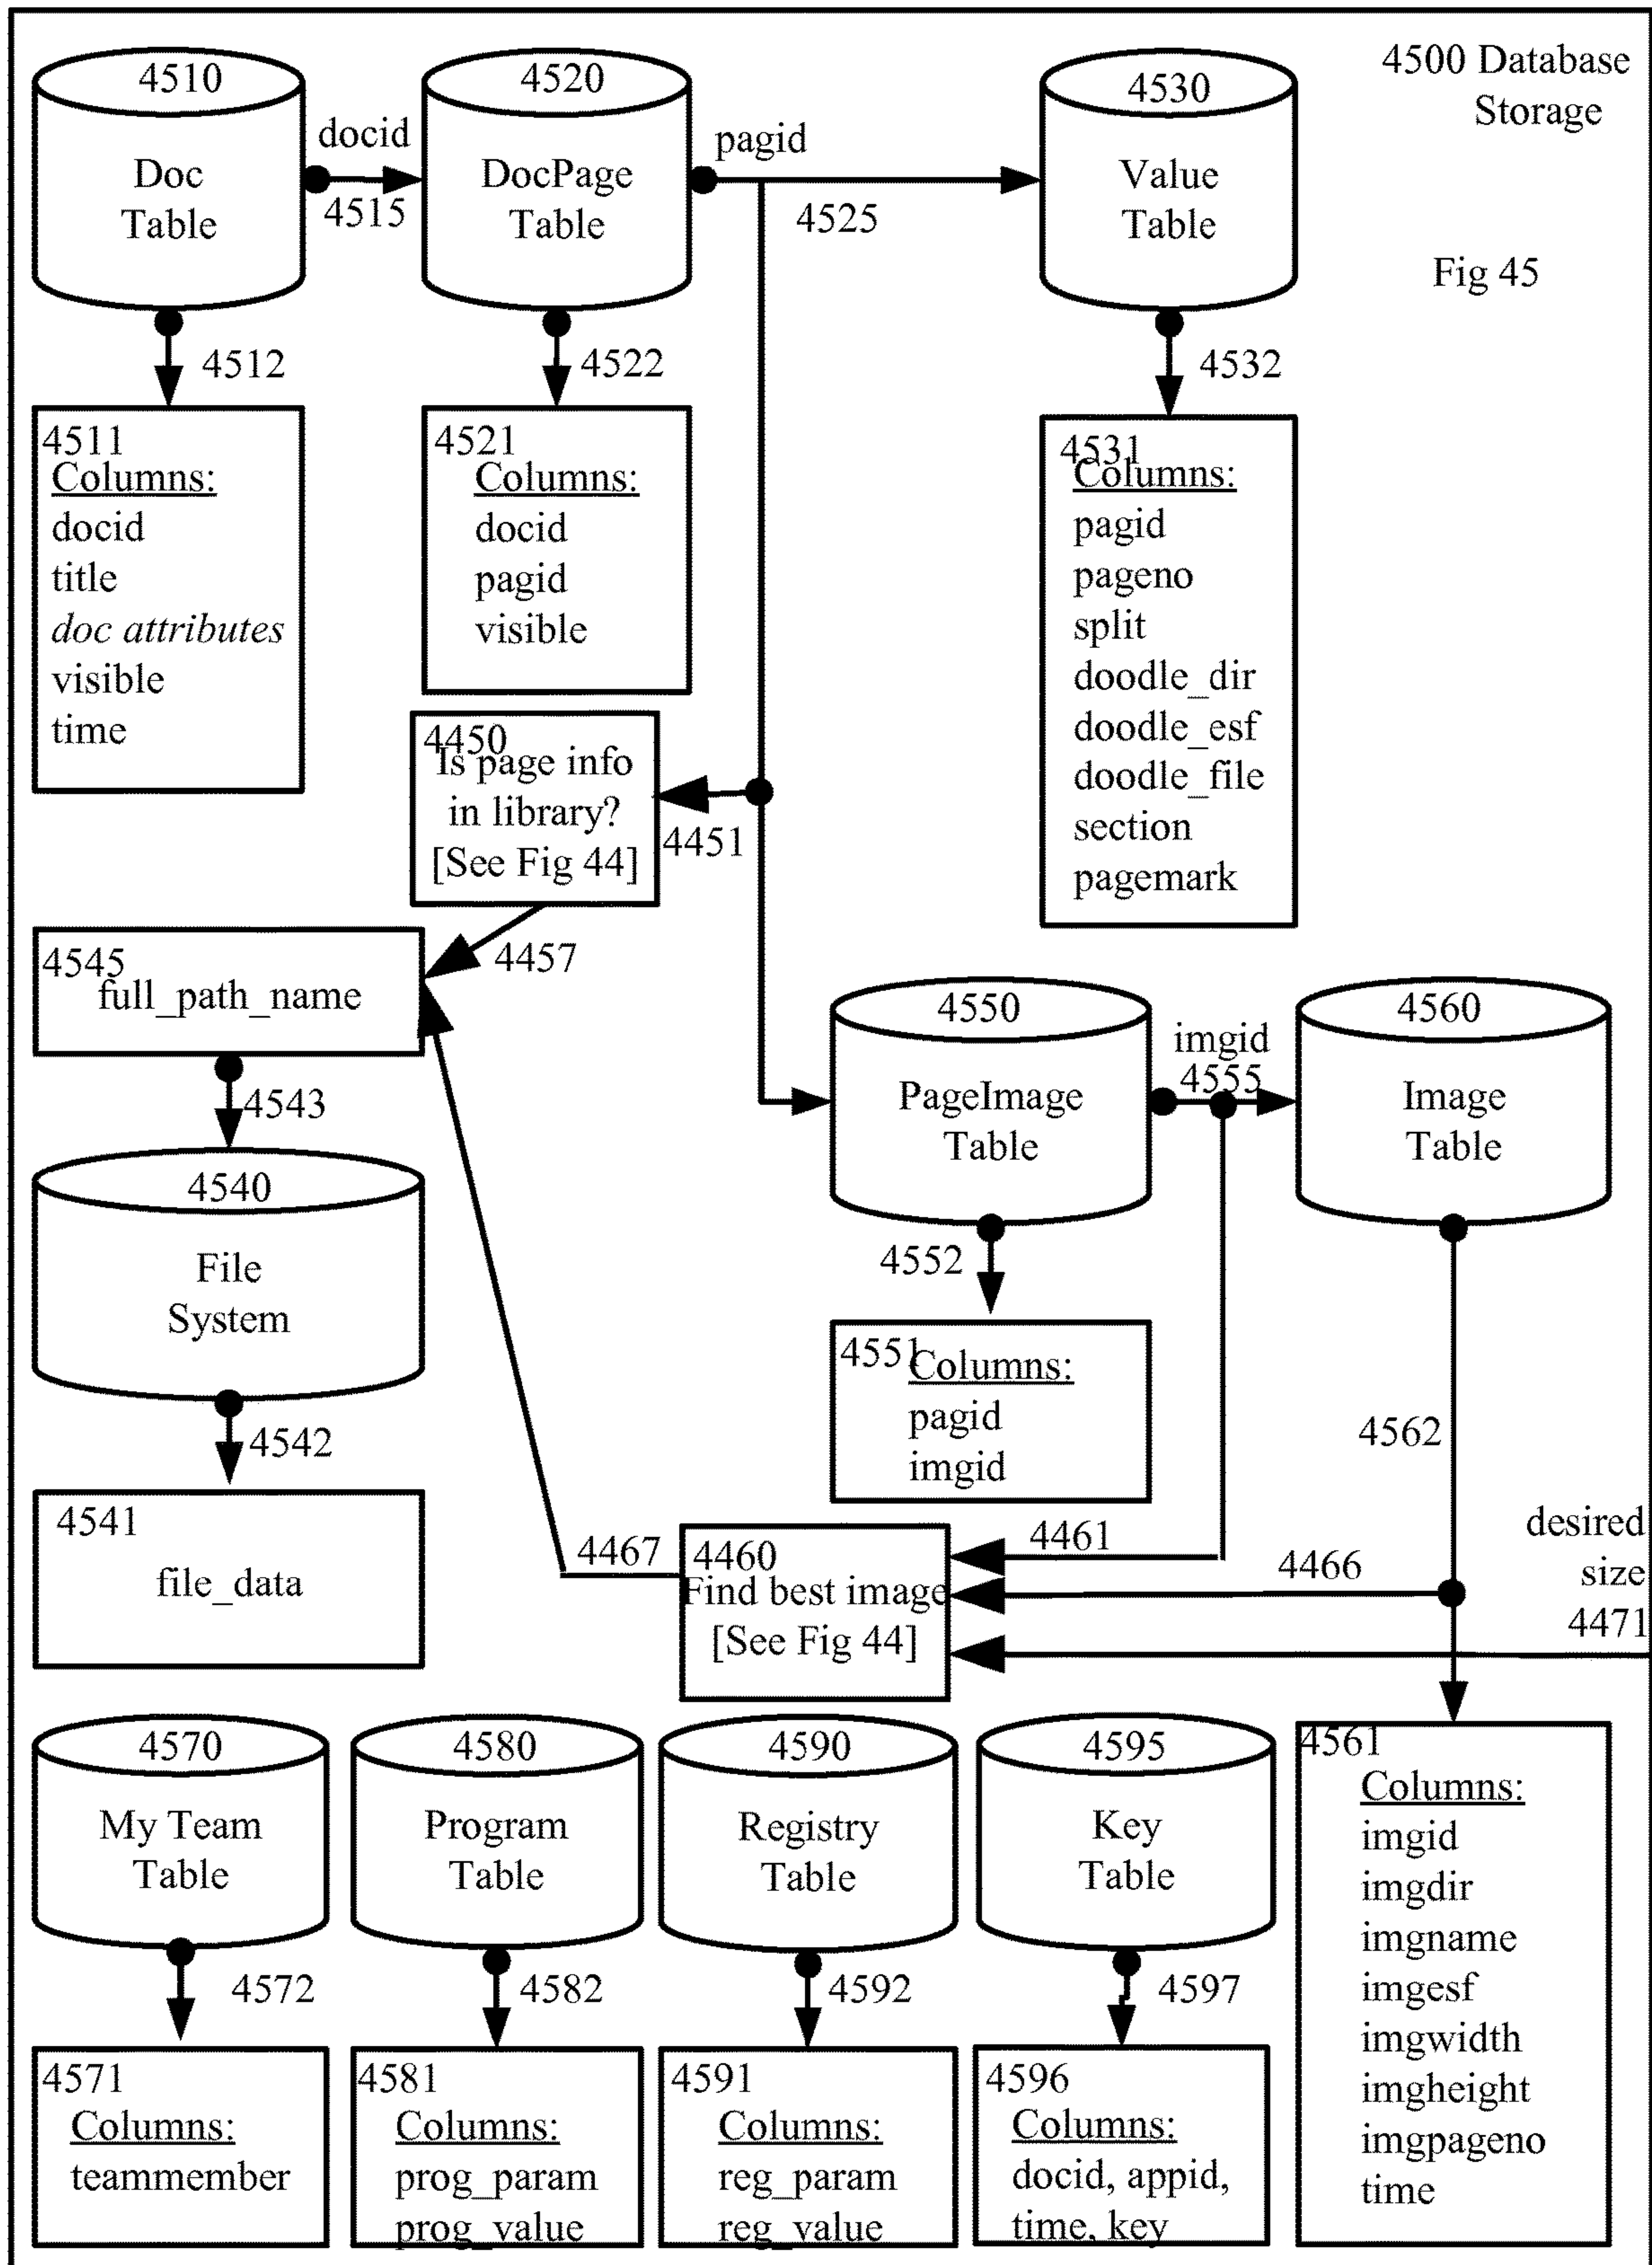 4500 Database
Storage
Fig 45
4510
Doc
Table
docid
4515
4520
DocPage
Table
pagid
4525
4530
Value
Table
4512
4522
4532
4511
Columns:
docid
title
doc attributes
visible
time
4521
Columns:
docid
pagid
visible
4531
Columns:
pagid
pageno
split
doodle_dir
doodle_esf
doodle_file
section
pagemark
4450
Is page info
in library?
[See Fig 44]
4451
4457
4545
full_path_name
4543
4540
File
System
4542
4541
file_data
4550
PageImage
Table
imgid
4555
4560
Image
Table
4552
4551
Columns:
pagid
imgid
4562
4467
4460
Find best image
[See Fig 44]
4461
4466
desired
size
4471
4570
My Team
Table
4580
Program
Table
4590
Registry
Table
4595
Key
Table
4572
4582
4592
4597
4571
Columns:
teammember
4581
Columns:
prog_param
prog_value
4591
Columns:
reg_param
reg_value
4596
Columns:
docid, appid,
time, key
4561
Columns:
imgid
imgdir
imgname
imgesf
imgwidth
imgheight
imgpageno
time